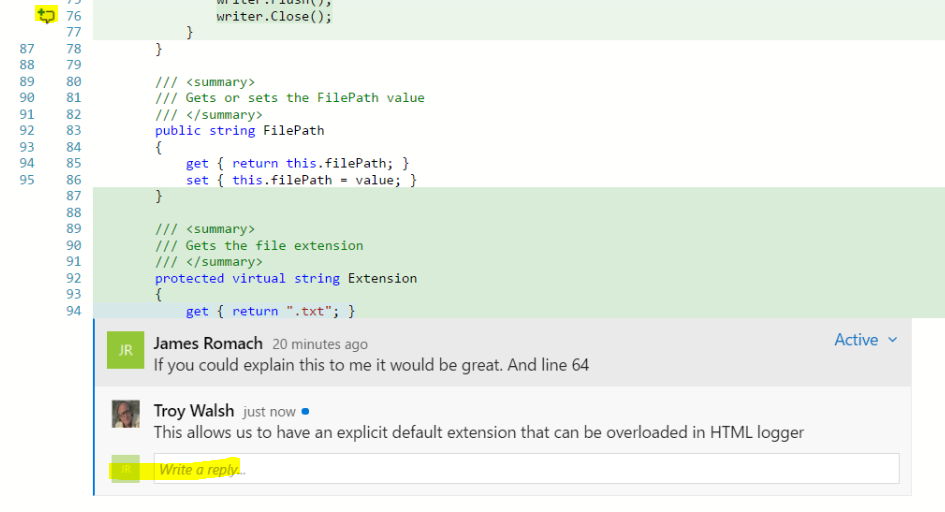 75 writer.Flush();
76 writer.Close();
77 }
87 78 }
88 79
89 80 /// <summary>
90 81 /// Gets or sets the FilePath value
91 82 /// </summary>
92 83 public string FilePath
93 84 {
94 85 get { return this.filePath; }
95 86 set { this.filePath = value; }
87 }
88
89 /// <summary>
90 /// Gets the file extension
91 /// </summary>
92 protected virtual string Extension
93 {
94 get { return ".txt"; }
JR James Romach 20 minutes ago Active
If you could explain this to me it would be great. And line 64
Troy Walsh just now
This allows us to have an explicit default extension that can be overloaded in HTML logger
JR Write a reply...